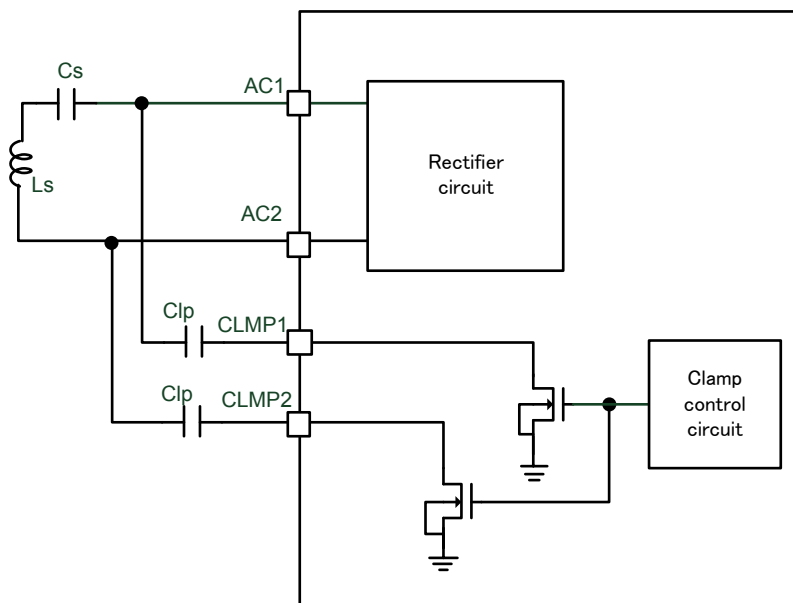 Cs
AC1
Ls
Rectifier
circuit
AC2
Clp
CLMP1
Clp
CLMP2
Clamp
control
circuit